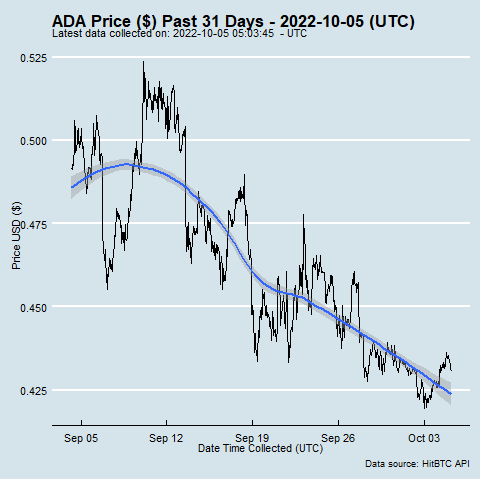 ADA Price ($) Past 31 Days - 2022-10-05 (UTC)
Latest data collected on: 2022-10-05 05:03:45 - UTC
0.525
0.500
0.475
0.450
0.425
Price USD ($)
Sep 05 Sep 12 Sep 19 Sep 26 Oct 03
Date Time Collected (UTC)
Data source: HitBTC API